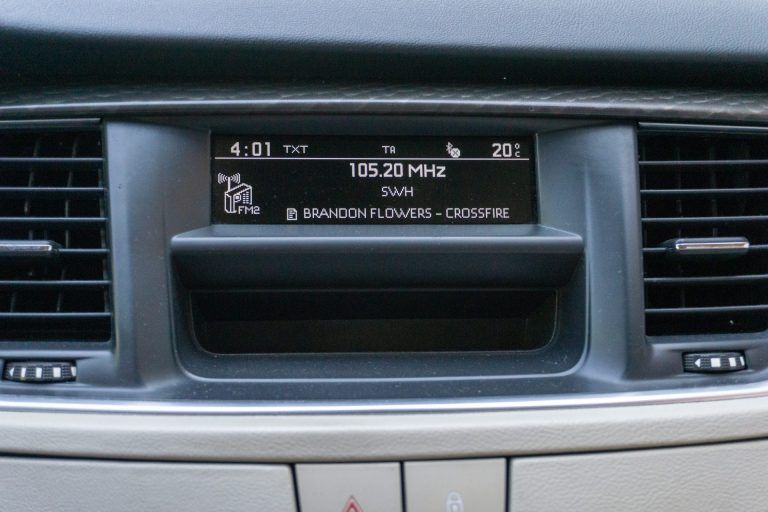 4:01 TXT TA 20°C
105.20 MHz
SWH
FM2
BRANDON FLOWERS - CROSSFIRE